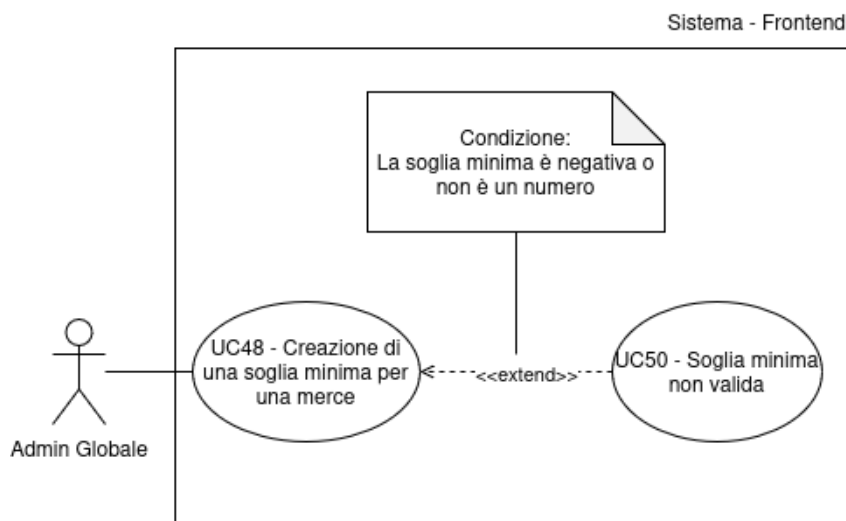 Sistema - Frontend
Condizione:
La soglia minima è negativa o
non è un numero
UC48 - Creazione di
una soglia minima per
una merce
<<extend>>
UC50 - Soglia minima
non valida
Admin Globale